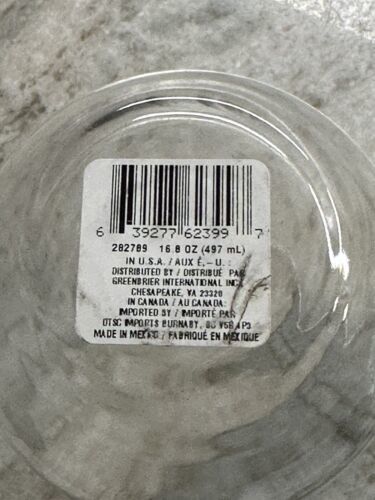 6 39277 62399 7
282789 16.8 OZ (497 mL)
IN U.S.A. / AUX É.-U. :
DISTRIBUTED BY / DISTRIBUÉ PAR
GREENBRIER INTERNATIONAL INC.
CHESAPEAKE, VA 23320
IN CANADA / AU CANADA:
IMPORTED BY / IMPORTÉ PAR
DTSC IMPORTS BURNABY, BC V5B 4P3
MADE IN MEXICO / FABRIQUÉ EN MEXIQUE